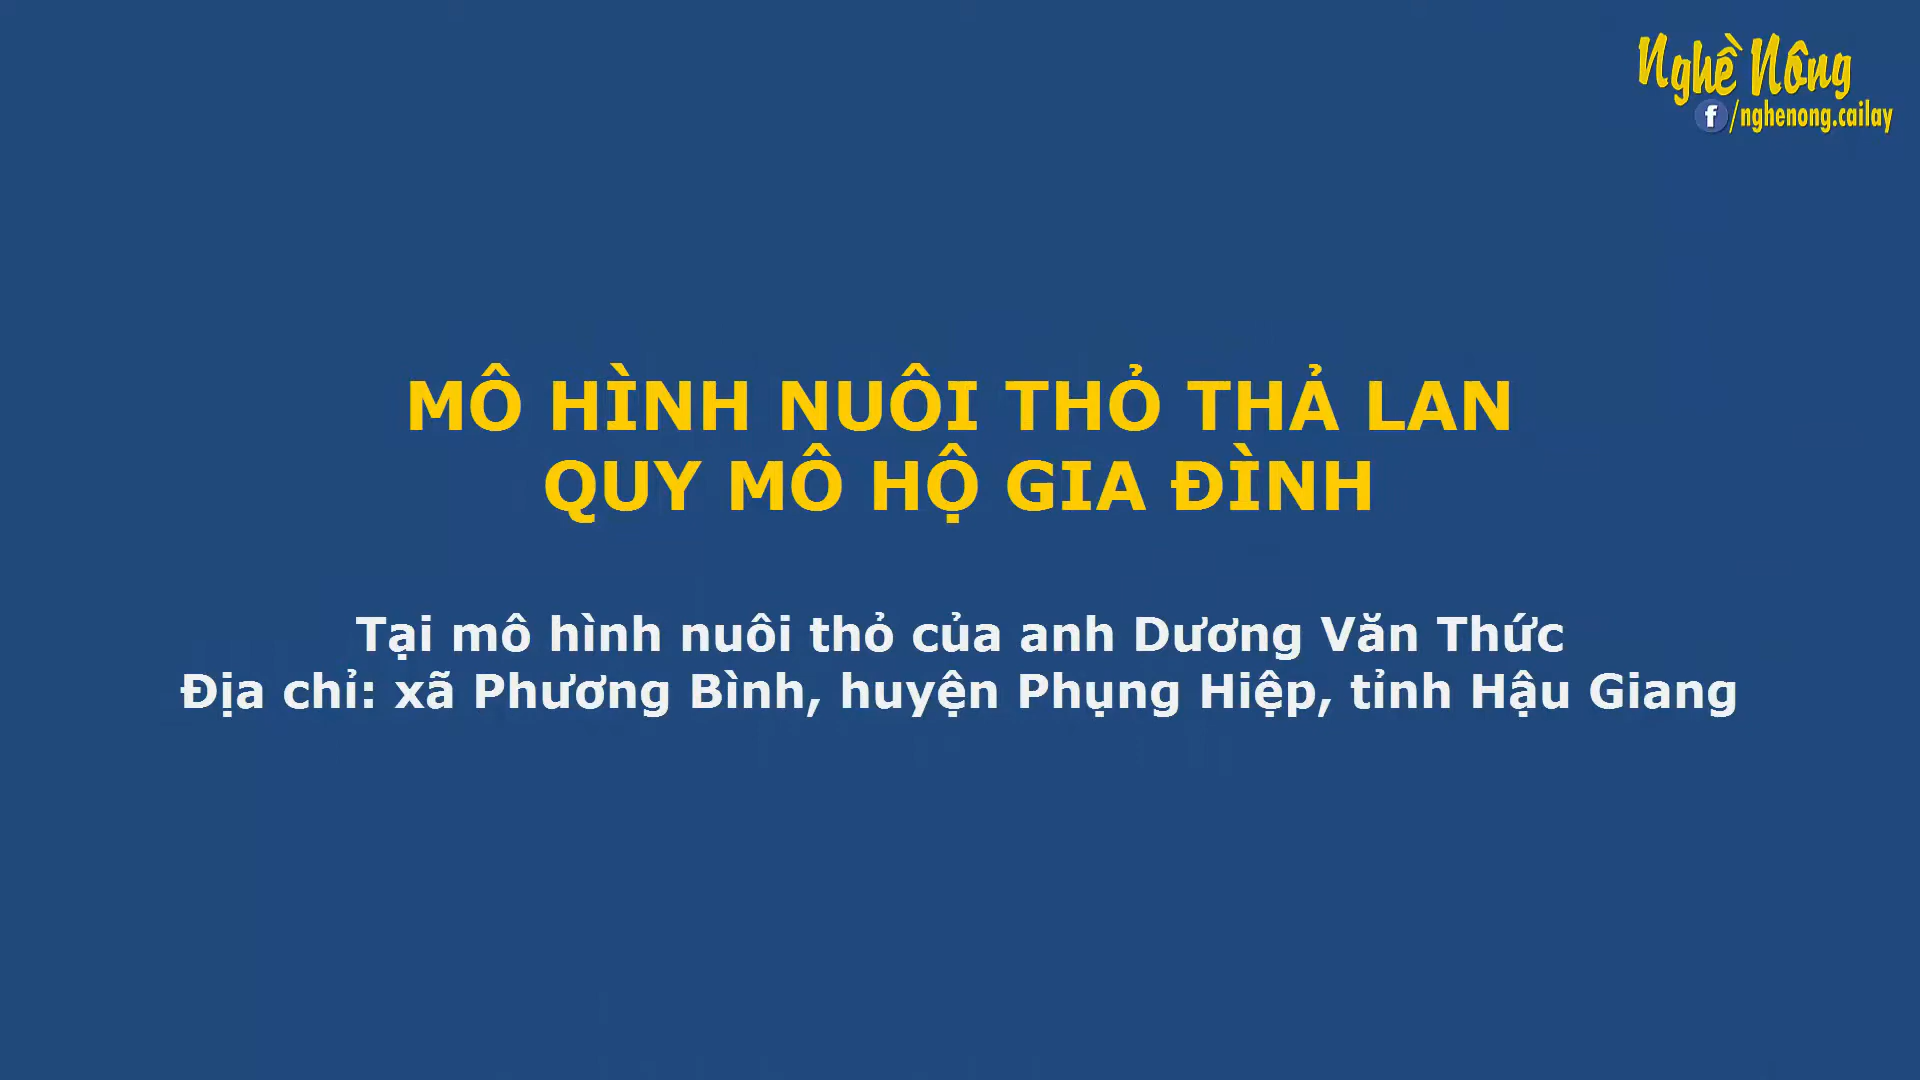 Nghề Nông
f/nghenong.cailay
MÔ HÌNH NUÔI THỎ THẢ LAN
QUY MÔ HỘ GIA ĐÌNH
Tại mô hình nuôi thỏ của anh Dương Văn Thức
Địa chỉ: xã Phương Bình, huyện Phụng Hiệp, tỉnh Hậu Giang